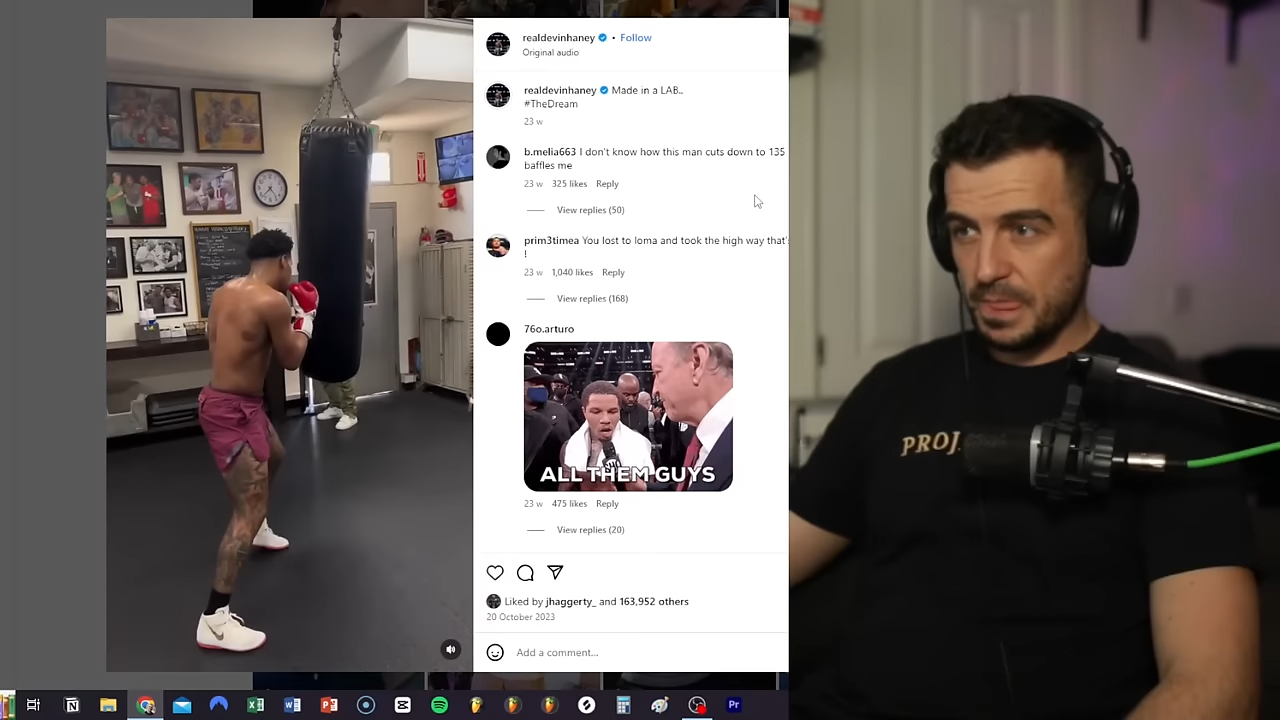 realdevinhaney • Follow
Original audio
realdevinhaney Made in a LAB..
#TheDream
23 w
b.melia663 I don't know how this man cuts down to 135
baffles me
23 w 325 likes Reply
View replies (50)
prim3timea You lost to loma and took the high way that's
!
23 w 1,040 likes Reply
View replies (168)
76o.arturo
ALL THEM GUYS
23 w 475 likes Reply
View replies (20)
Liked by jhaggerty_ and 163,952 others
20 October 2023
Add a comment...
PROJ